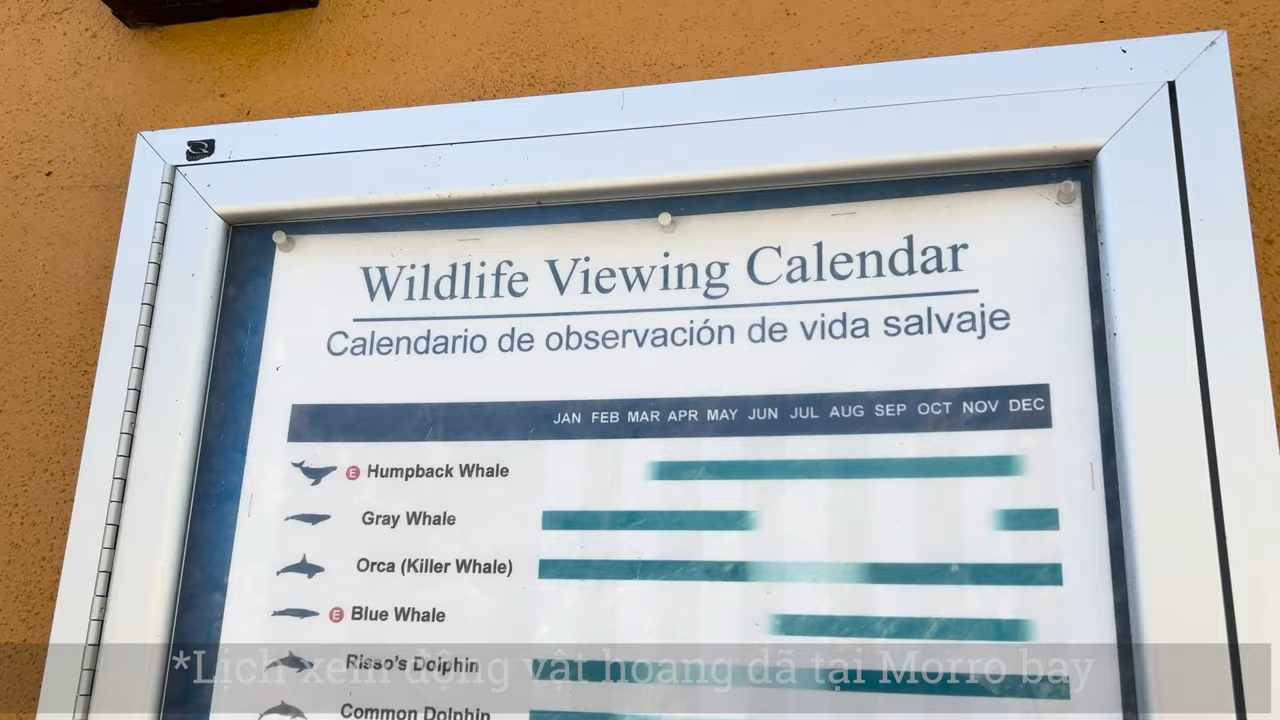 Wildlife Viewing Calendar
Calendario de observación de vida salvaje
JAN FEB MAR APR MAY JUN JUL AUG SEP OCT NOV DEC
E Humpback Whale
Gray Whale
Orca (Killer Whale)
E Blue Whale
Risso's Dolphin
*Lịch xem động vật hoang dã tại Morro bay
Common Dolphin